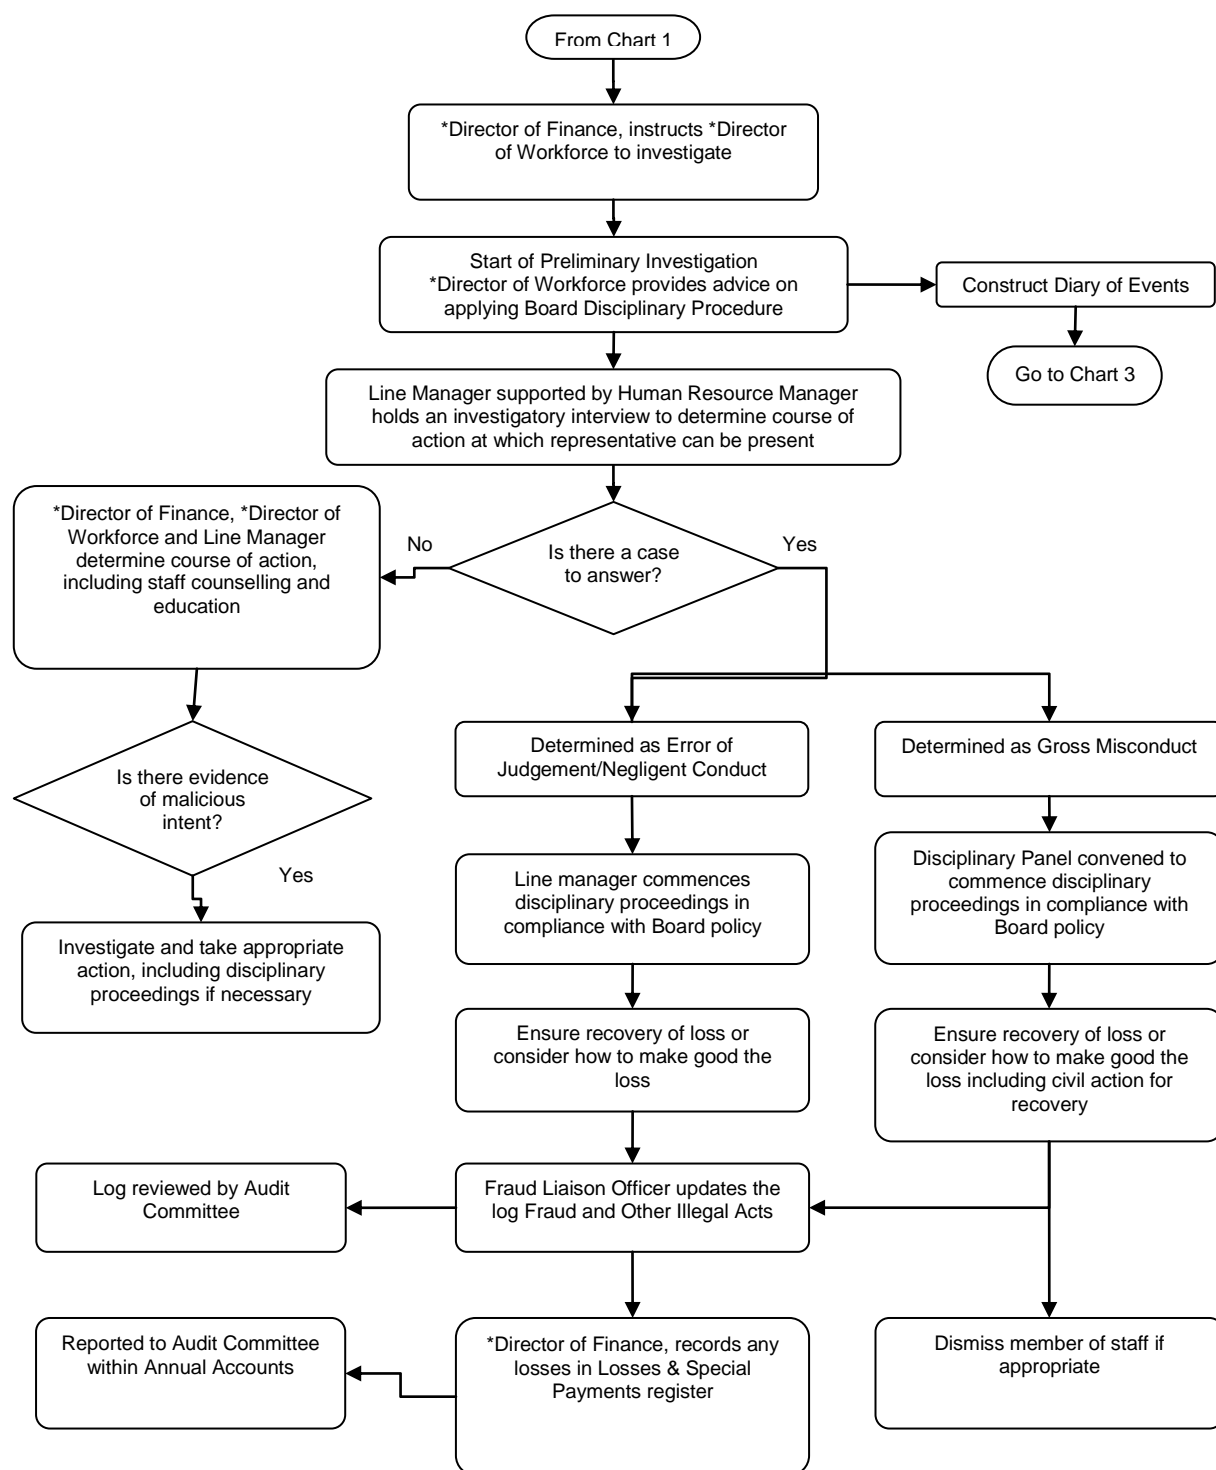 From Chart 1
*Director of Finance, instructs *Director
of Workforce to investigate
Start of Preliminary Investigation
*Director of Workforce provides advice on
applying Board Disciplinary Procedure
Construct Diary of Events
Go to Chart 3
Line Manager supported by Human Resource Manager
holds an investigatory interview to determine course of
action at which representative can be present
*Director of Finance, *Director of
Workforce and Line Manager
determine course of action,
including staff counselling and
education
No
Is there a case
to answer?
Yes
Is there evidence
of malicious
intent?
Yes
Investigate and take appropriate
action, including disciplinary
proceedings if necessary
Determined as Error of
Judgement/Negligent Conduct
Determined as Gross Misconduct
Line manager commences
disciplinary proceedings in
compliance with Board policy
Disciplinary Panel convened to
commence disciplinary
proceedings in compliance with
Board policy
Ensure recovery of loss or
consider how to make good the
loss
Ensure recovery of loss or
consider how to make good the
loss including civil action for
recovery
Log reviewed by Audit
Committee
Fraud Liaison Officer updates the
log Fraud and Other Illegal Acts
Reported to Audit Committee
within Annual Accounts
*Director of Finance, records any
losses in Losses & Special
Payments register
Dismiss member of staff if
appropriate